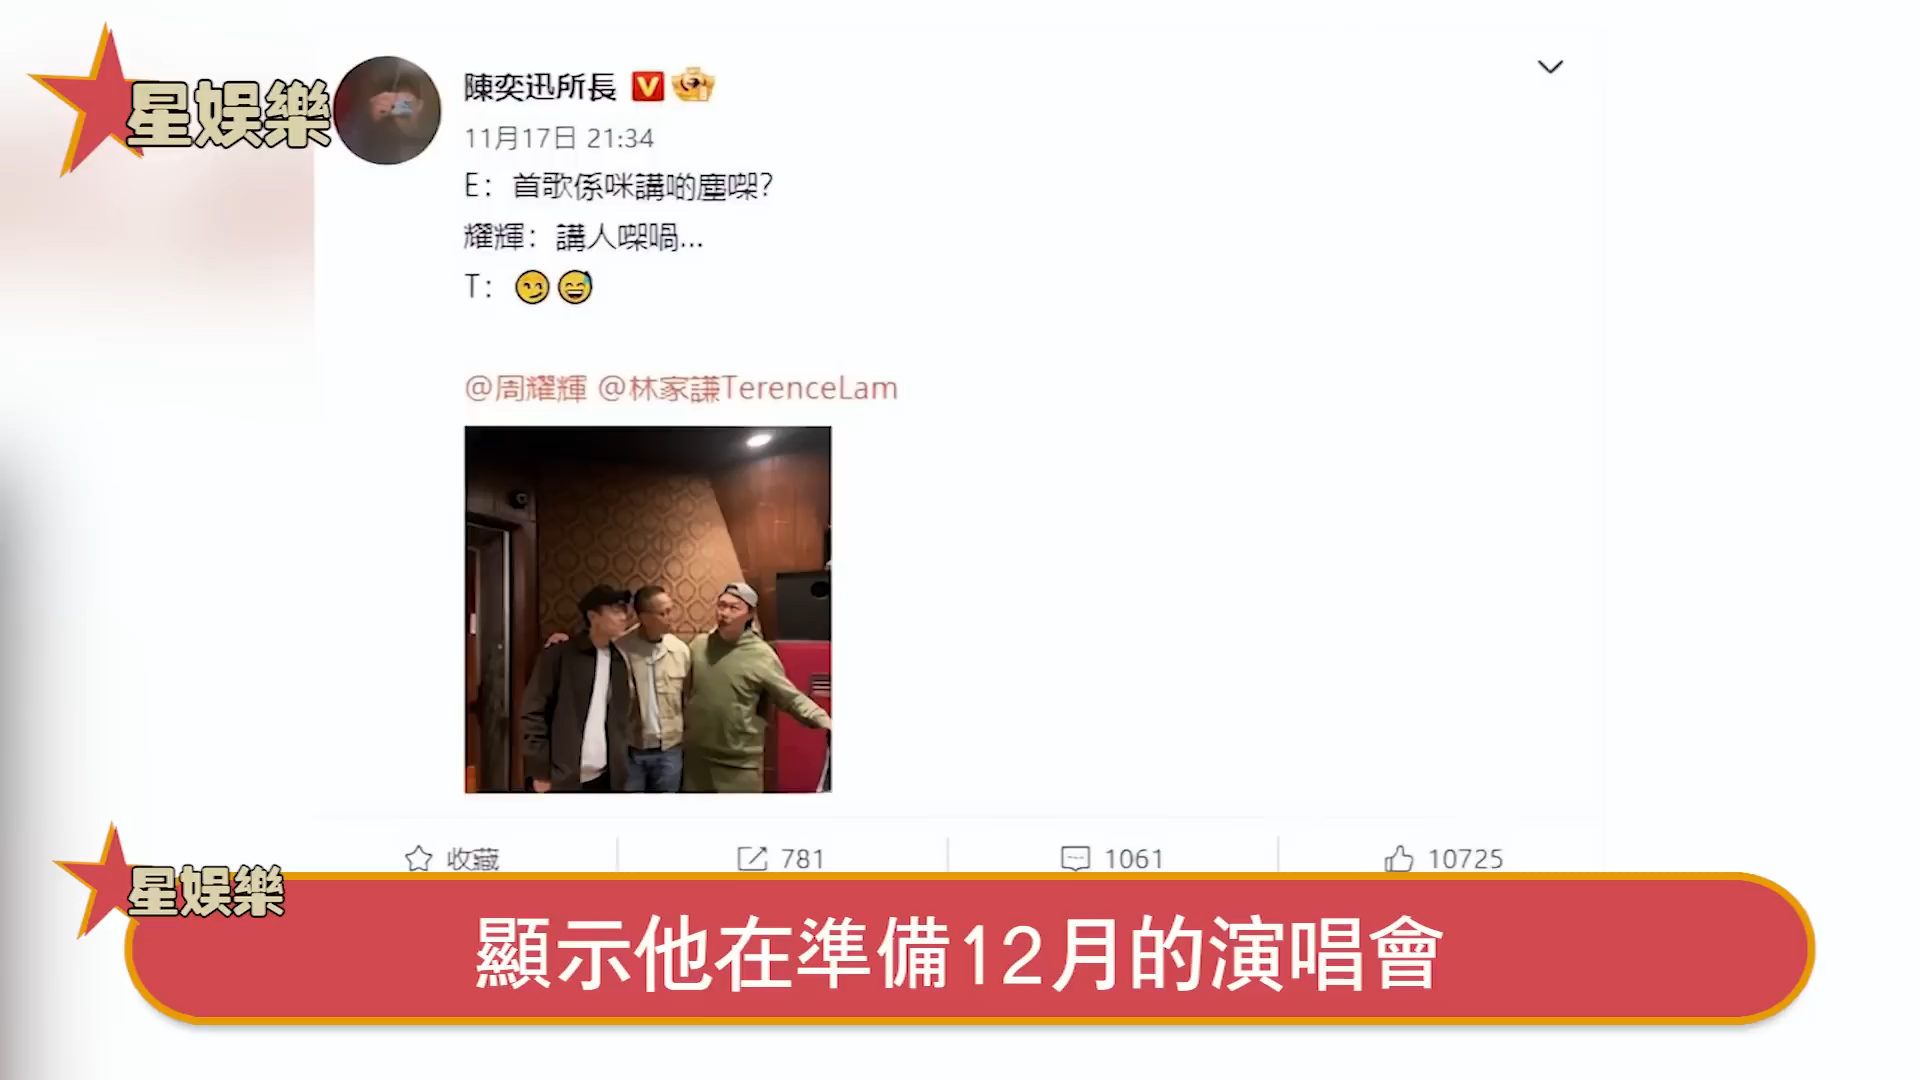 星娛樂
陳奕迅所長
11月17日 21:34
E：首歌係咪講啲塵㗎？
耀輝：講人㗎喎...
T：😏😅
@周耀輝 @林家謙TerenceLam
收藏
781
1061
10725
星娛樂
顯示他在準備12月的演唱會